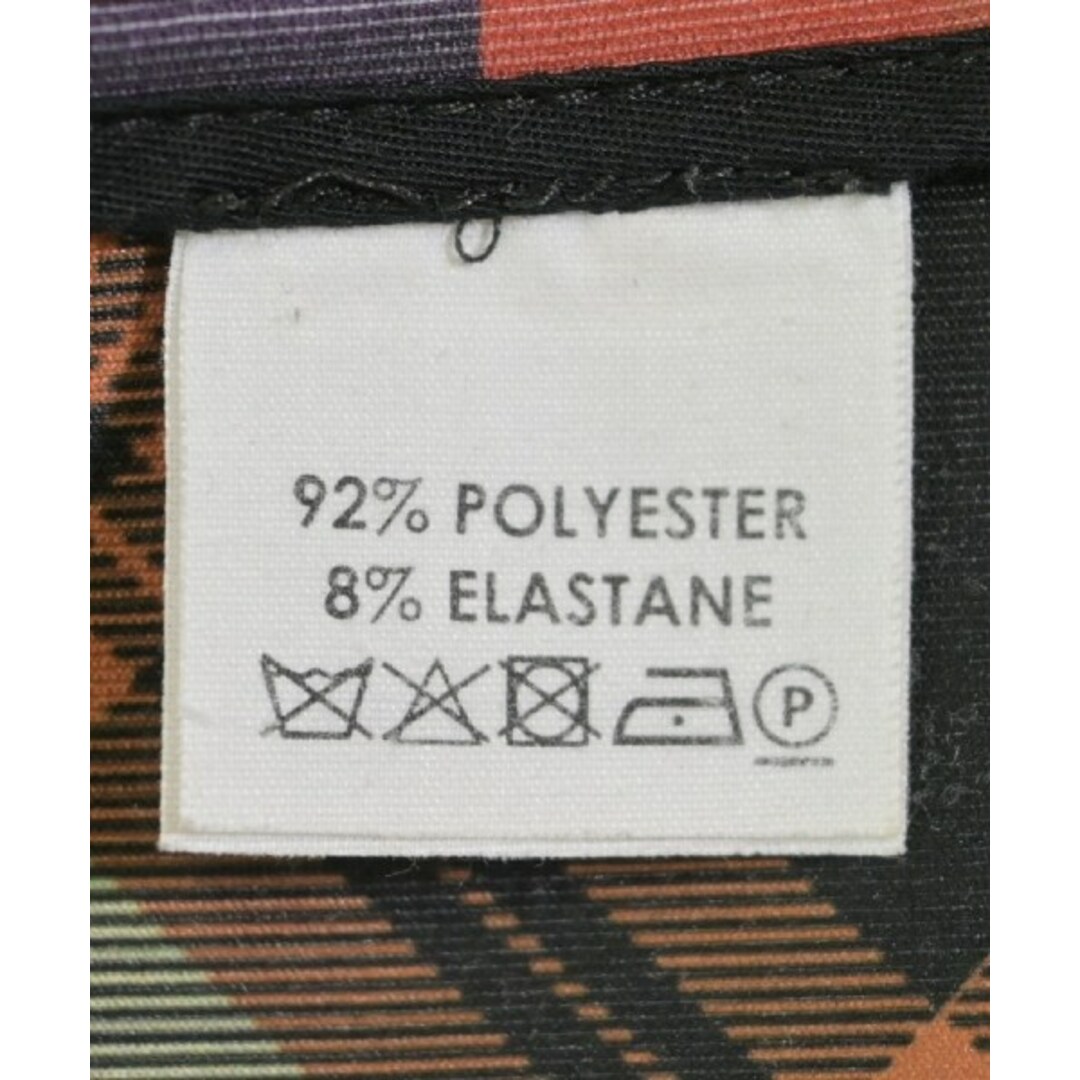 92% POLYESTER
8% ELASTANE
P